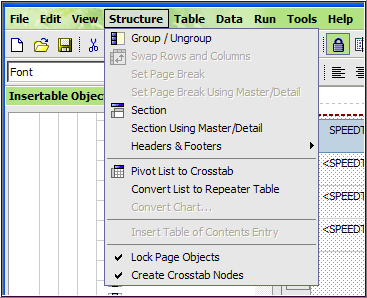 File Edit View Structure Table Data Run Tools Help
Group / Ungroup
Swap Rows and Columns
Font
Set Page Break
Set Page Break Using Master/Detail
Insertable Objec
Section
Section Using Master/Detail
SPEEDT
Headers & Footers
<SPEEDT
Pivot List to Crosstab
Convert List to Repeater Table
<SPEEDT
Convert Chart...
Insert Table of Contents Entry
<SPEEDT
Lock Page Objects
Create Crosstab Nodes